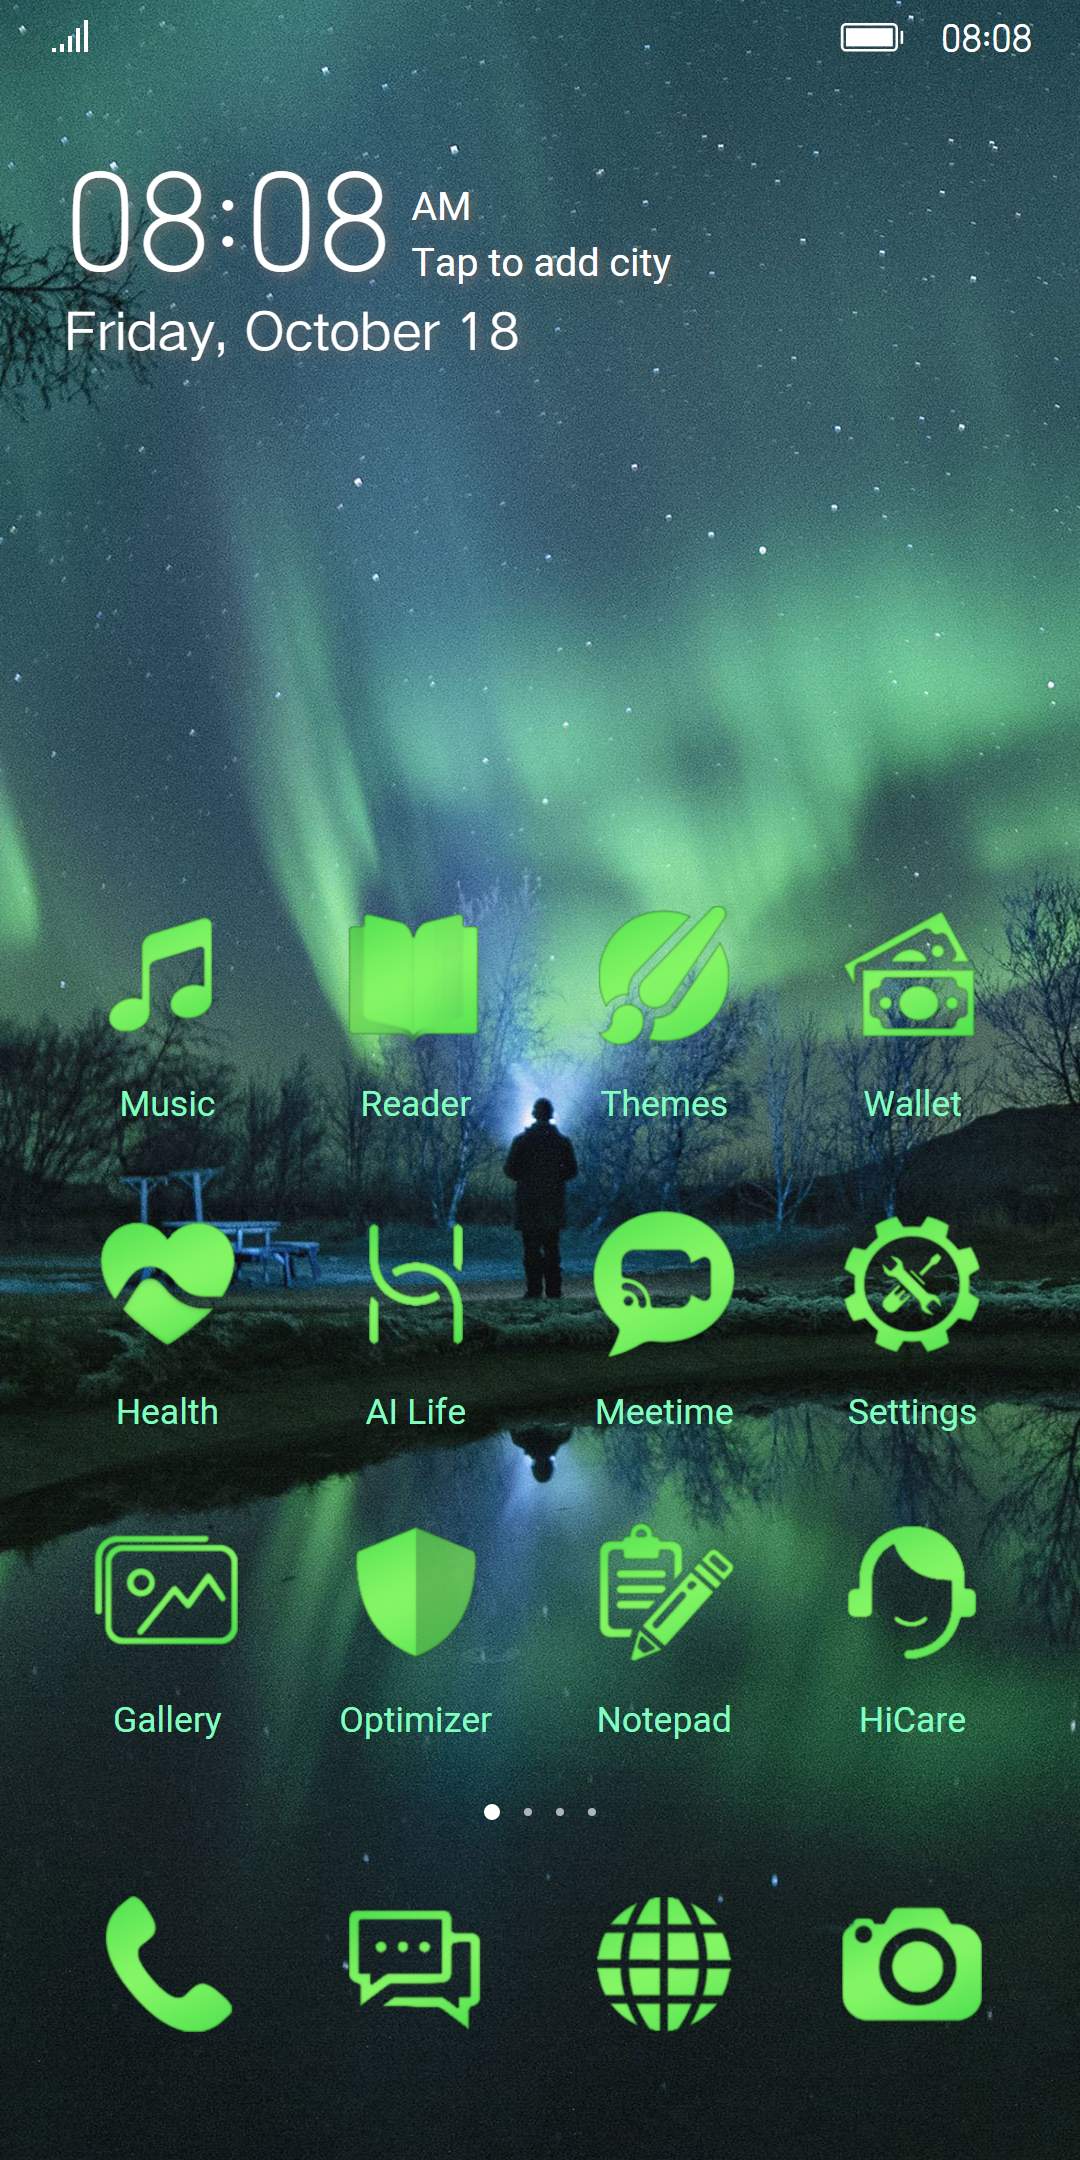 08:08
08:08 AM
Tap to add city
Friday, October 18
Music Reader Themes Wallet
Health AI Life Meetime Settings
Gallery Optimizer Notepad HiCare